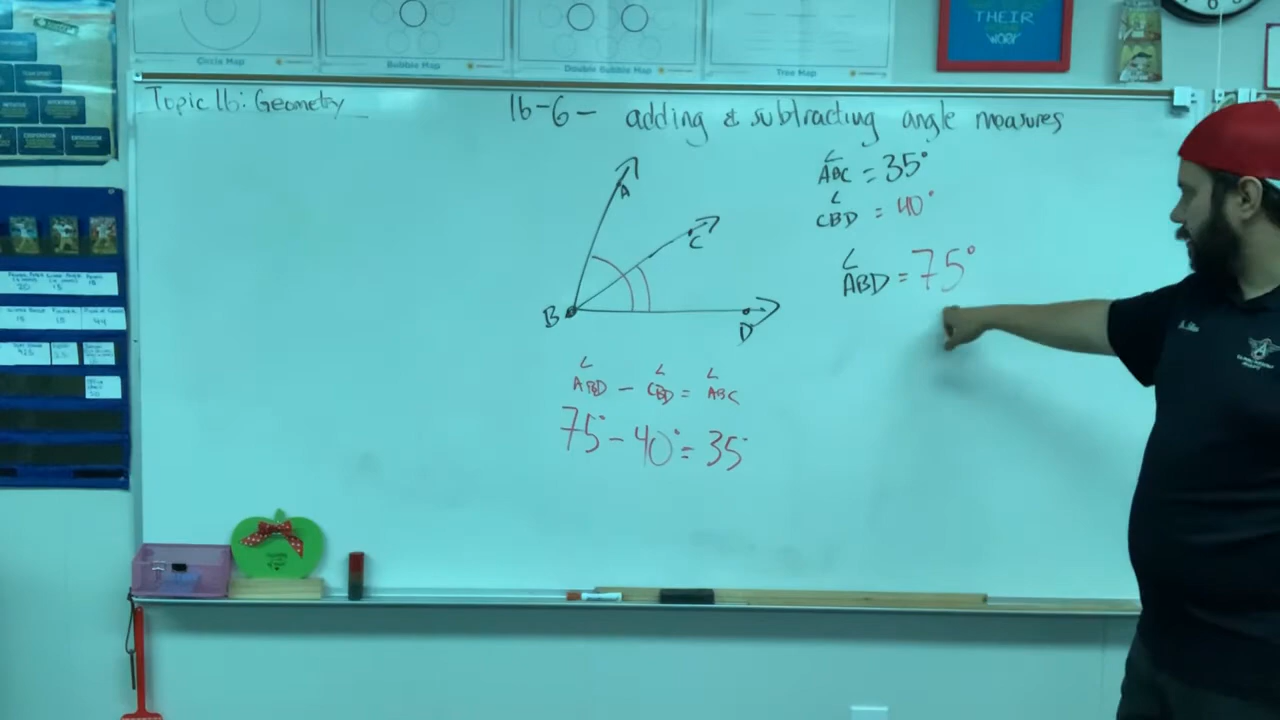 Circle Map
Bubble Map
Double Bubble Map
Tree Map
THEIR
WORK
Topic 16: Geometry
16-6 - adding & subtracting angle measures
∠ABC = 35°
∠CBD = 40°
∠ABD = 75°
A
C
B
D
∠ABD - ∠CBD = ∠ABC
75° - 40° = 35°